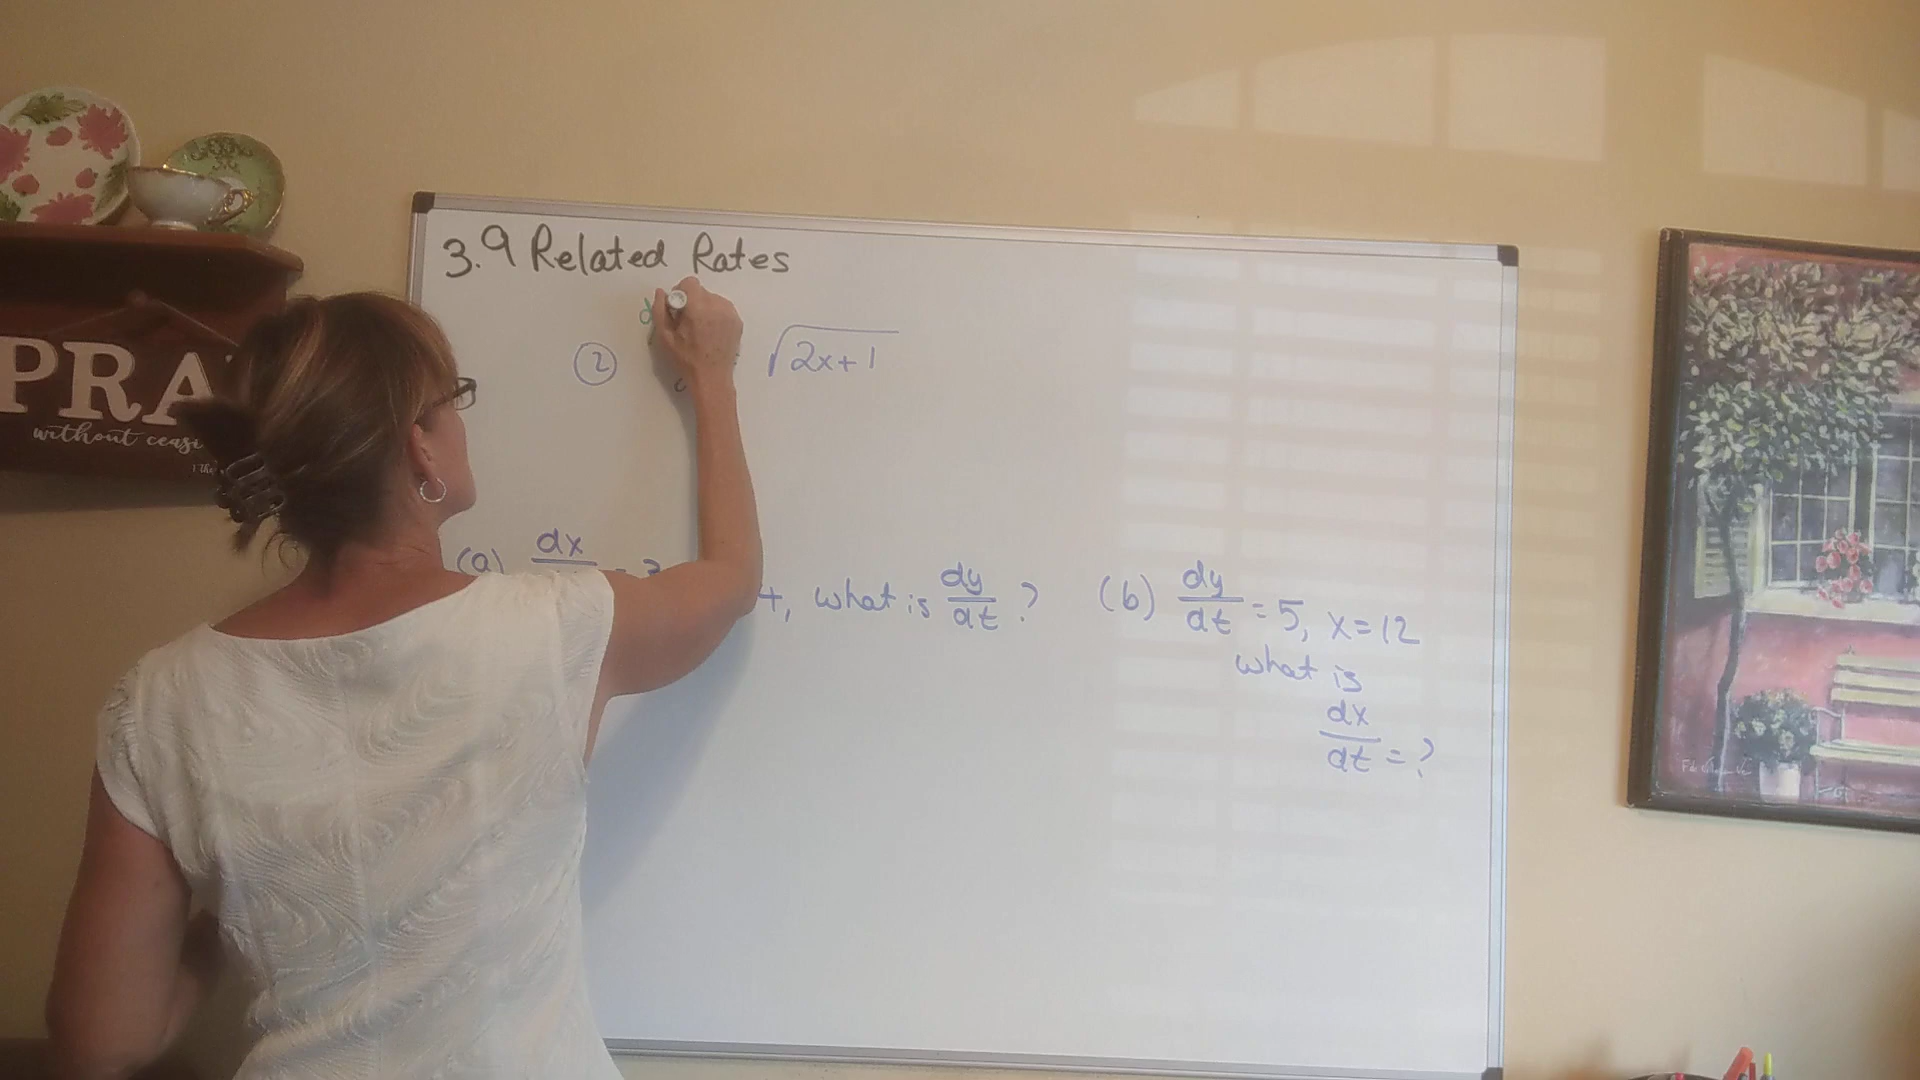 3.9 Related Rates
② √2x+1
(a) dx
what is dy/dt ?
(b) dy/dt = 5, x=12
what is
dx/dt = ?
PRA
without